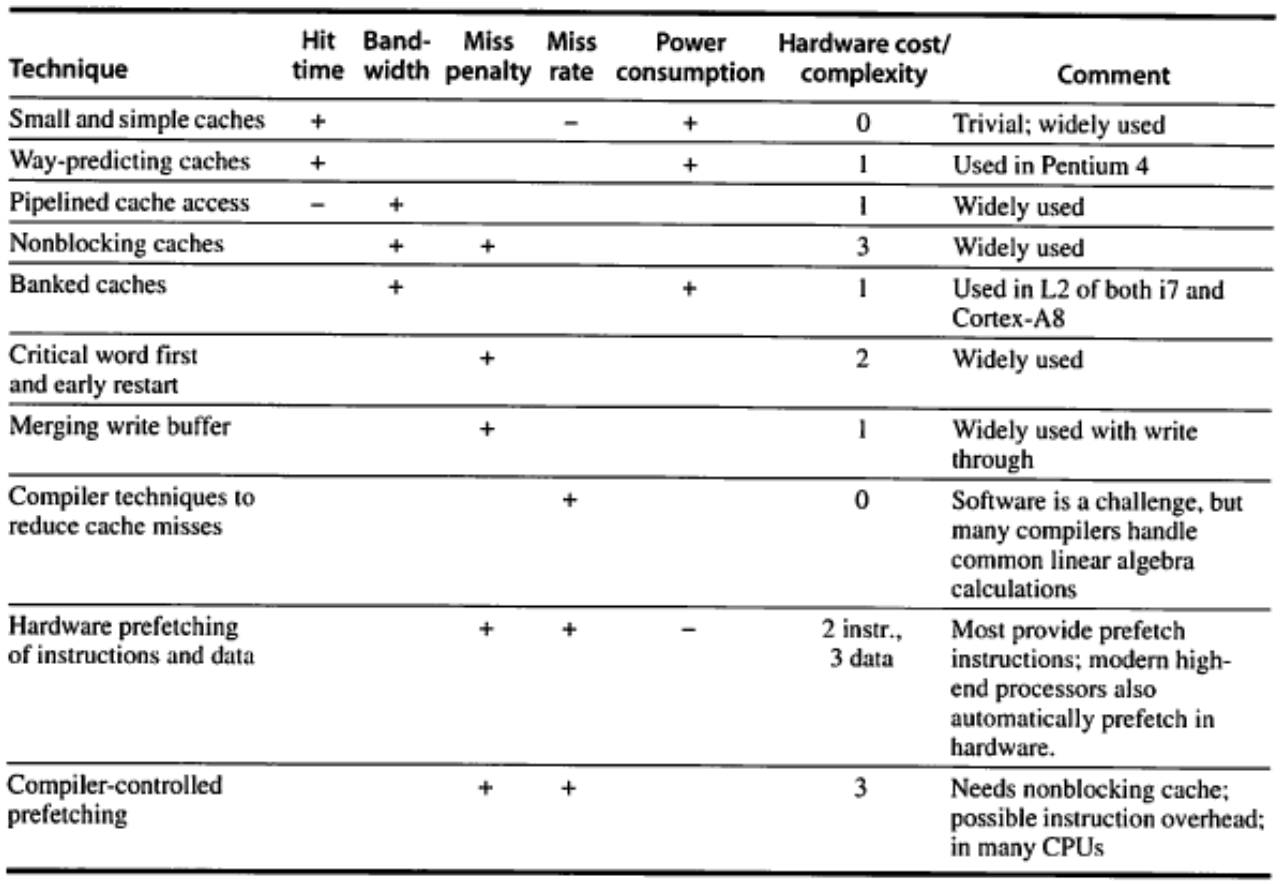 Technique Hit time Band-width Miss penalty Miss rate Power consumption Hardware cost/complexity Comment
Small and simple caches + – + 0 Trivial; widely used
Way-predicting caches + + 1 Used in Pentium 4
Pipelined cache access – + 1 Widely used
Nonblocking caches + + 3 Widely used
Banked caches + + 1 Used in L2 of both i7 and
Cortex-A8
Critical word first + 2 Widely used
and early restart
Merging write buffer + 1 Widely used with write
through
Compiler techniques to + 0 Software is a challenge, but
reduce cache misses many compilers handle
common linear algebra
calculations
Hardware prefetching + + – 2 instr., Most provide prefetch
of instructions and data 3 data instructions; modern high-
end processors also
automatically prefetch in
hardware.
Compiler-controlled + + 3 Needs nonblocking cache;
prefetching possible instruction overhead;
in many CPUs